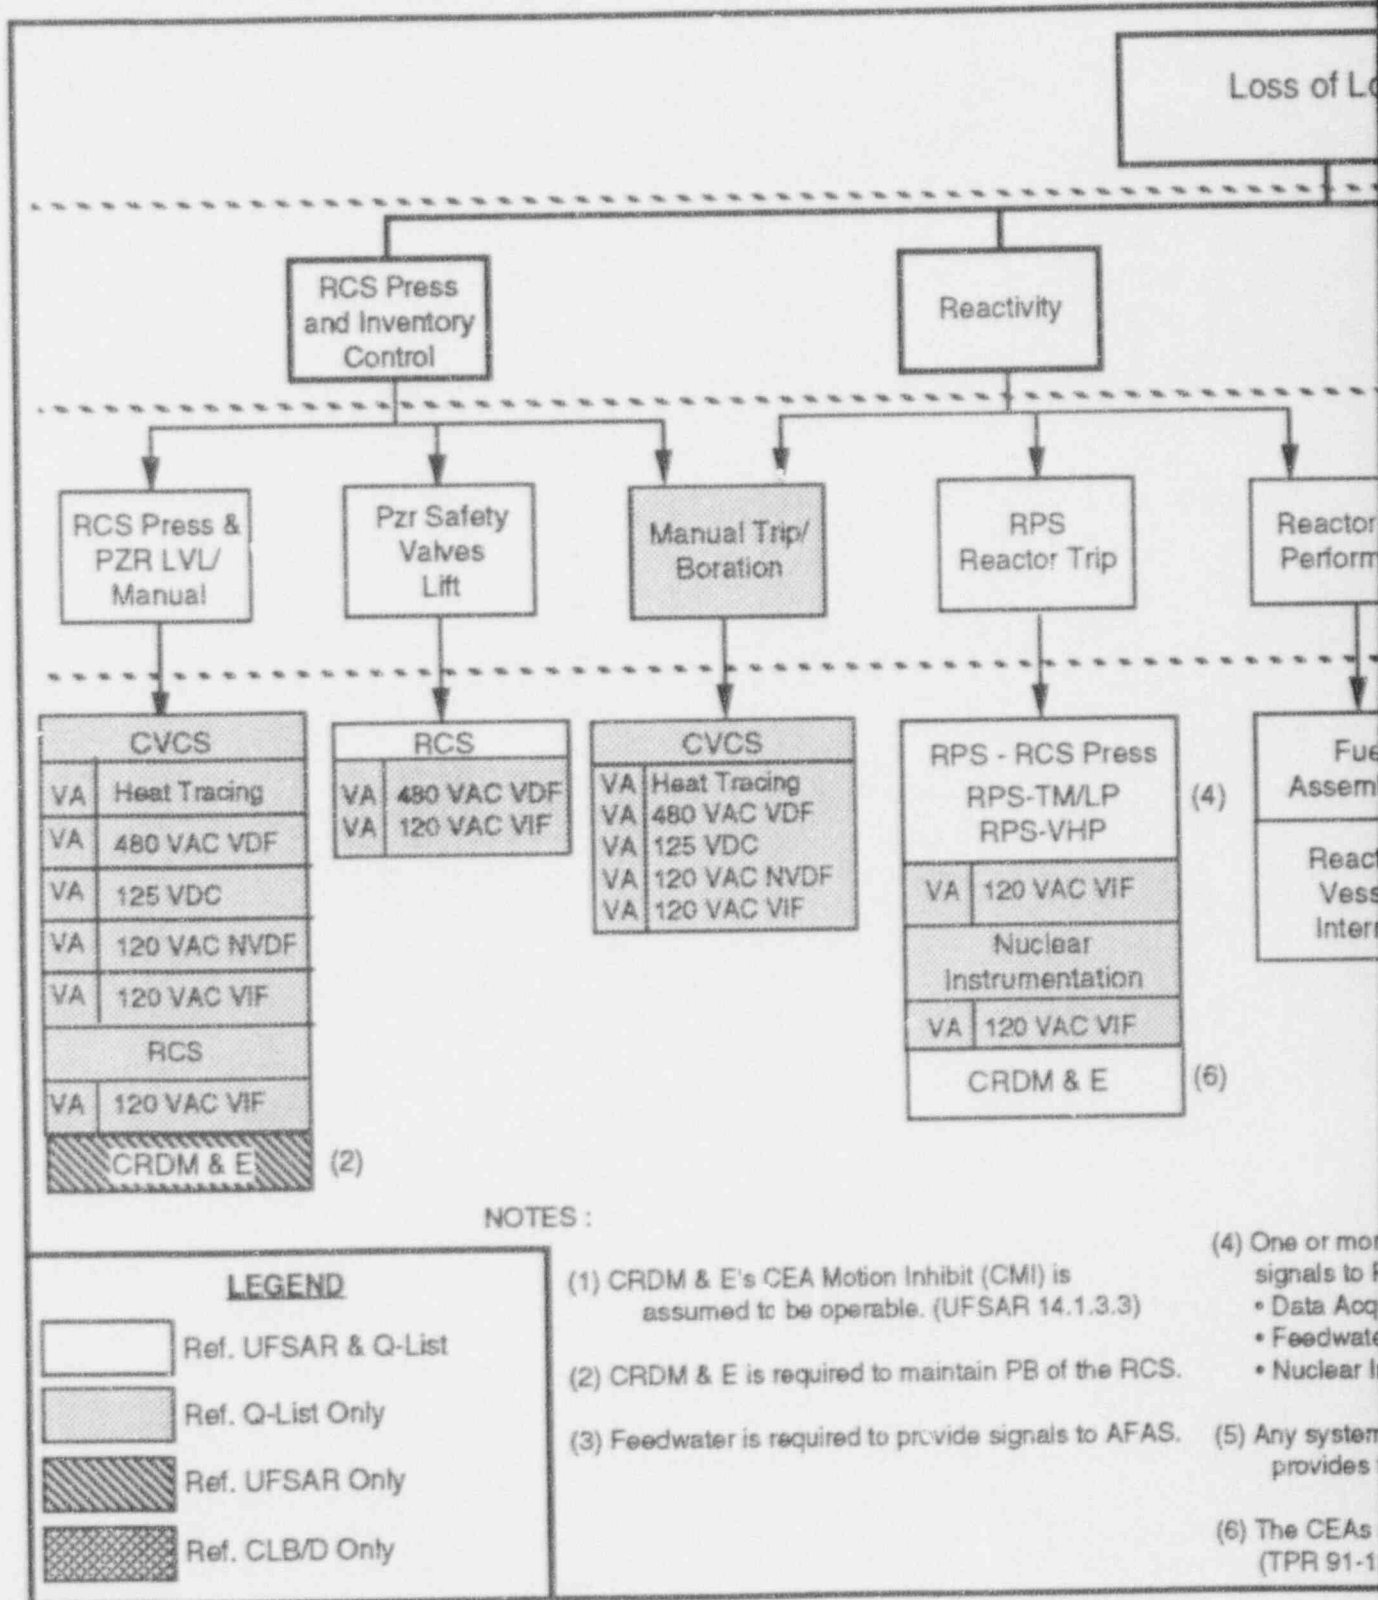 Loss of Lo
RCS Press
and Inventory
Control
Reactivity
RCS Press &
PZR LVL/
Manual
Pzr Safety
Valves
Lift
Manual Trip/
Boration
RPS
Reactor Trip
Reactor
Perform
CVCS
VA Heat Tracing
VA 480 VAC VDF
VA 125 VDC
VA 120 VAC NVDF
VA 120 VAC VIF
RCS
VA 120 VAC VIF
CRDM & E (2)
RCS
VA 480 VAC VDF
VA 120 VAC VIF
CVCS
VA Heat Tracing
VA 480 VAC VDF
VA 125 VDC
VA 120 VAC NVDF
VA 120 VAC VIF
RPS - RCS Press
RPS-TM/LP (4)
RPS-VHP
VA 120 VAC VIF
Nuclear
Instrumentation
VA 120 VAC VIF
CRDM & E (6)
Fue
Assemb
React
Vess
Intern
NOTES :
LEGEND
Ref. UFSAR & Q-List
Ref. Q-List Only
Ref. UFSAR Only
Ref. CLB/D Only
(1) CRDM & E's CEA Motion Inhibit (CMI) is
assumed to be operable. (UFSAR 14.1.3.3)
(2) CRDM & E is required to maintain PB of the RCS.
(3) Feedwater is required to provide signals to AFAS.
(4) One or mor
signals to
• Data Acq
• Feedwate
• Nuclear I
(5) Any system
provides
(6) The CEAs
(TPR 91-1